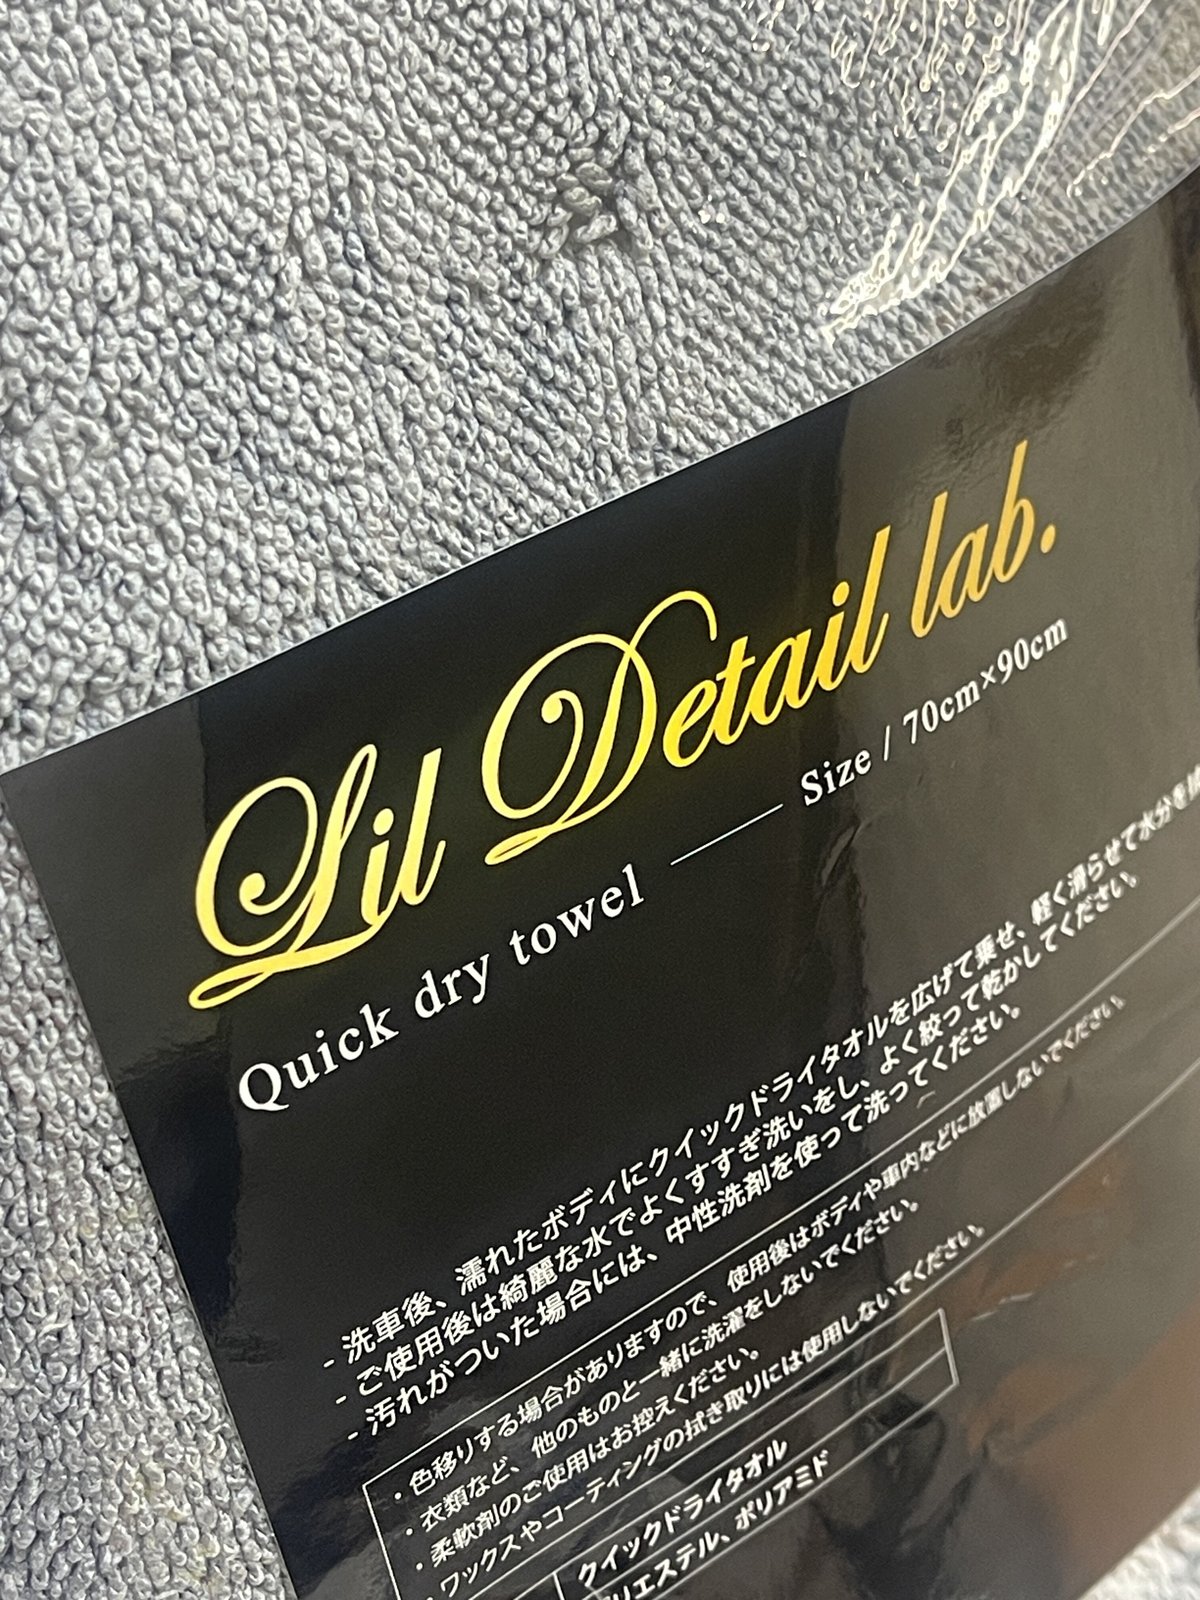 Lil Detail lab.
Quick dry towel — Size / 70cm×90cm
- 洗車後、濡れたボディにクイックドライタオルを広げて乗せ、軽く滑らせて水分を
- ご使用後は綺麗な水でよくすすぎ洗いをし、よく絞って乾かしてください。
- 汚れがついた場合には、中性洗剤を使って洗ってください。
・色移りする場合がありますので、使用後はボディや車内などに放置しないでください。
・衣類など、他のものと一緒に洗濯をしないでください。
・柔軟剤のご使用はお控えください。
・ワックスやコーティングの拭き取りには使用しないでください。
クイックドライタオル
リエステル、ポリアミド